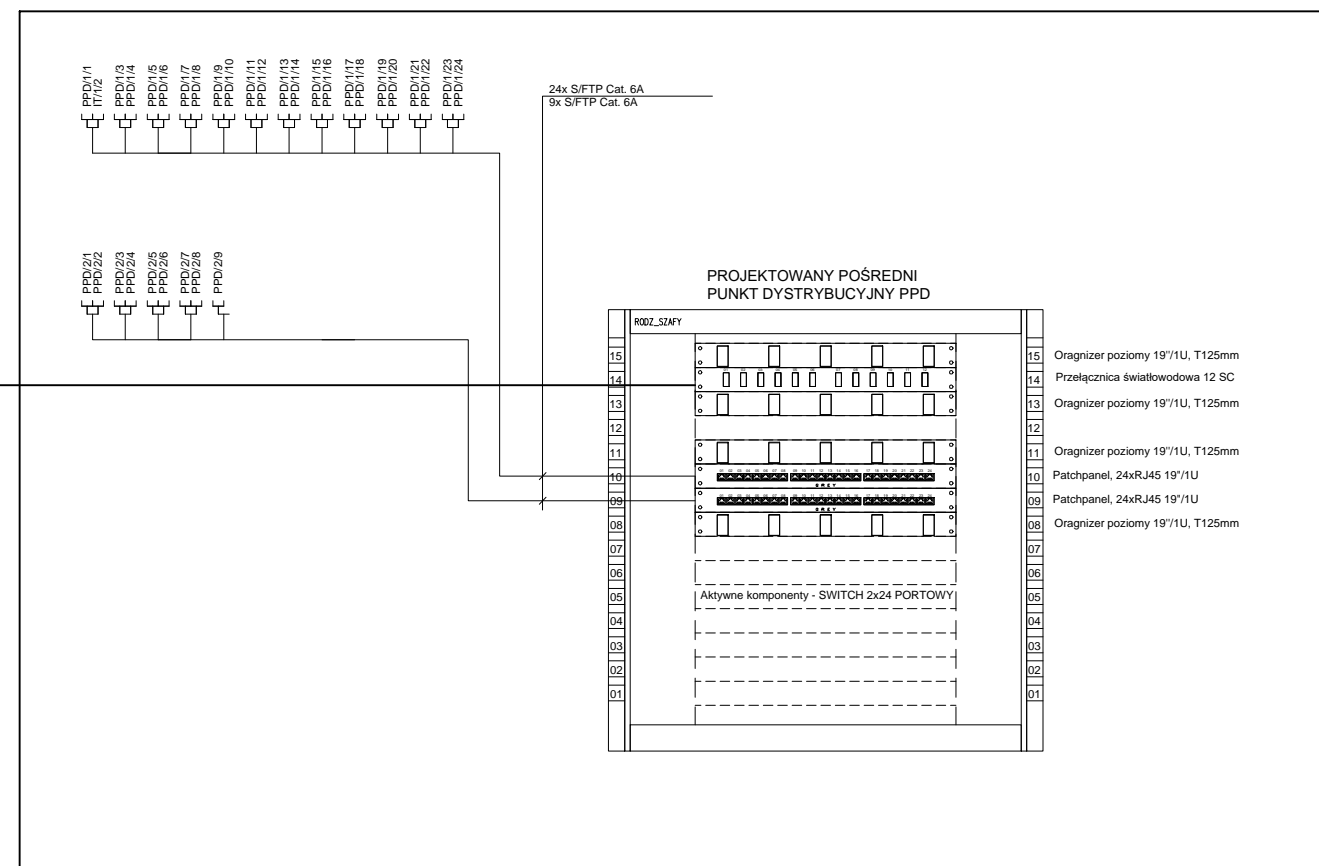 PPD/1/1
IT/1/2
PPD/1/3
PPD/1/4
PPD/1/5
PPD/1/6
PPD/1/7
PPD/1/8
PPD/1/9
PPD/1/10
PPD/1/11
PPD/1/12
PPD/1/13
PPD/1/14
PPD/1/15
PPD/1/16
PPD/1/17
PPD/1/18
PPD/1/19
PPD/1/20
PPD/1/21
PPD/1/22
PPD/1/23
PPD/1/24
24x S/FTP Cat. 6A
9x S/FTP Cat. 6A
PPD/2/1
PPD/2/2
PPD/2/3
PPD/2/4
PPD/2/5
PPD/2/6
PPD/2/7
PPD/2/8
PPD/2/9
PROJEKTOWANY POŚREDNI
PUNKT DYSTRYBUCYJNY PPD
RODZ_SZAFY
15 15 Oragnizer poziomy 19"/1U, T125mm
14 14 Przełącznica światłowodowa 12 SC
13 13 Oragnizer poziomy 19"/1U, T125mm
12 12
11 11 Oragnizer poziomy 19"/1U, T125mm
10 10 Patchpanel, 24xRJ45 19"/1U
09 09 Patchpanel, 24xRJ45 19"/1U
08 08 Oragnizer poziomy 19"/1U, T125mm
07 07
06 06
05 Aktywne komponenty - SWITCH 2x24 PORTOWY 05
04 04
03 03
02 02
01 01